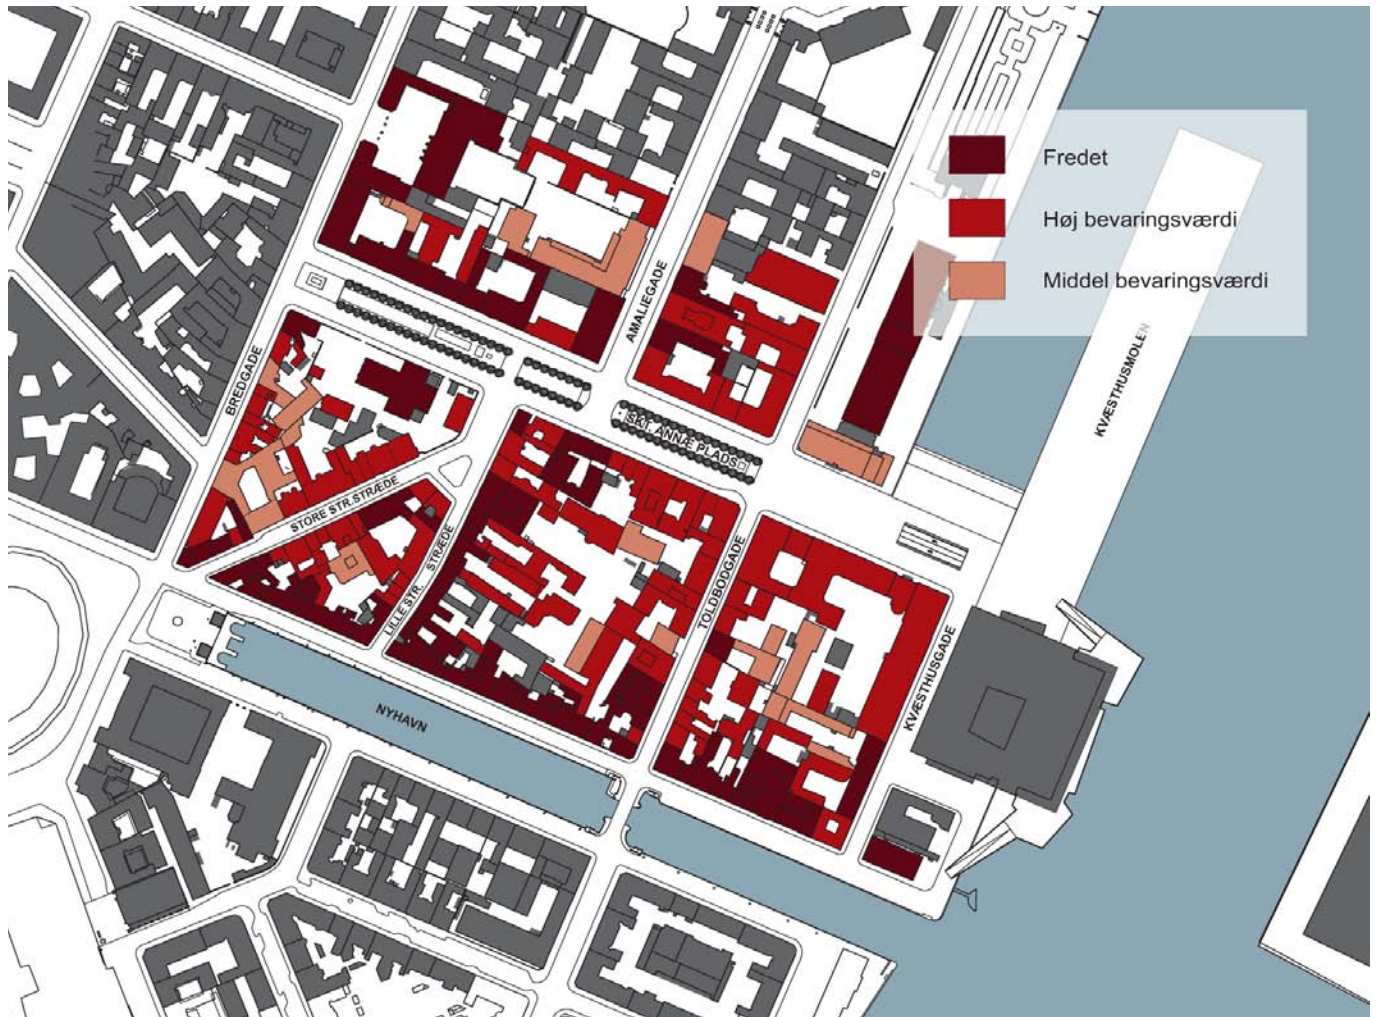 Fredet
Høj bevaringsværdi
Middel bevaringsværdi
KVÆSTHUSMOLEN
AMALIEGADE
BREDGADE
SKT. ANNÆ PLADS
STORE STR.STRÆDE
LILLE STR. STRÆDE
TOLDBODGADE
KVÆSTHUSGADE
NYHAVN